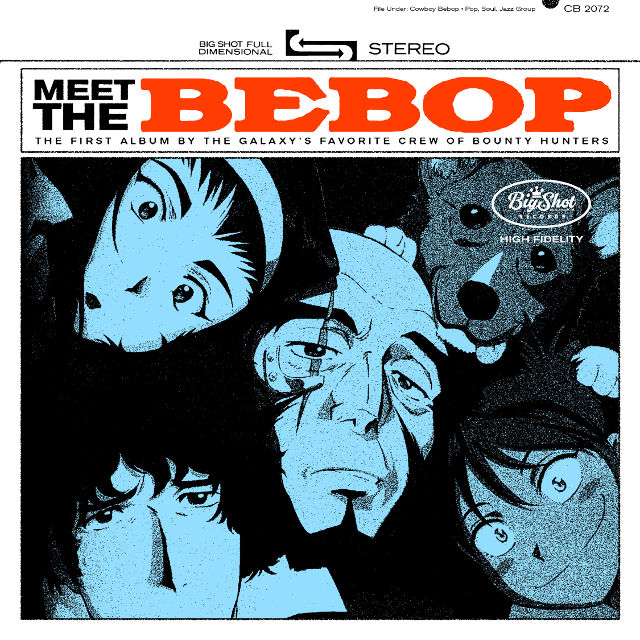 File Under: Cowboy Bebop • Pop, Soul, Jazz Group
CB 2072
BIG SHOT FULL
DIMENSIONAL
STEREO
MEET
THE
BEBOP
THE FIRST ALBUM BY THE GALAXY'S FAVORITE CREW OF BOUNTY HUNTERS
Big Shot
RECORDS
HIGH FIDELITY